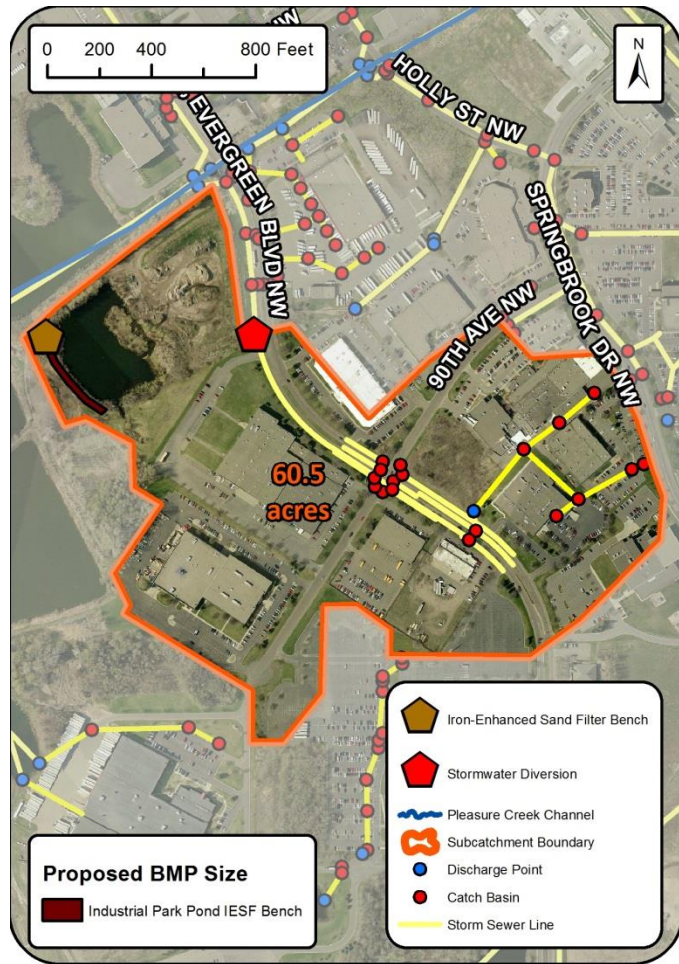 0 200 400 800 Feet
N
HOLLY ST NW
EVERGREEN BLVD NW
SPRINGBROOK DR NW
90TH AVE NW
60.5
acres
Iron-Enhanced Sand Filter Bench
Stormwater Diversion
Pleasure Creek Channel
Subcatchment Boundary
Discharge Point
Catch Basin
Storm Sewer Line
Proposed BMP Size
Industrial Park Pond IESF Bench